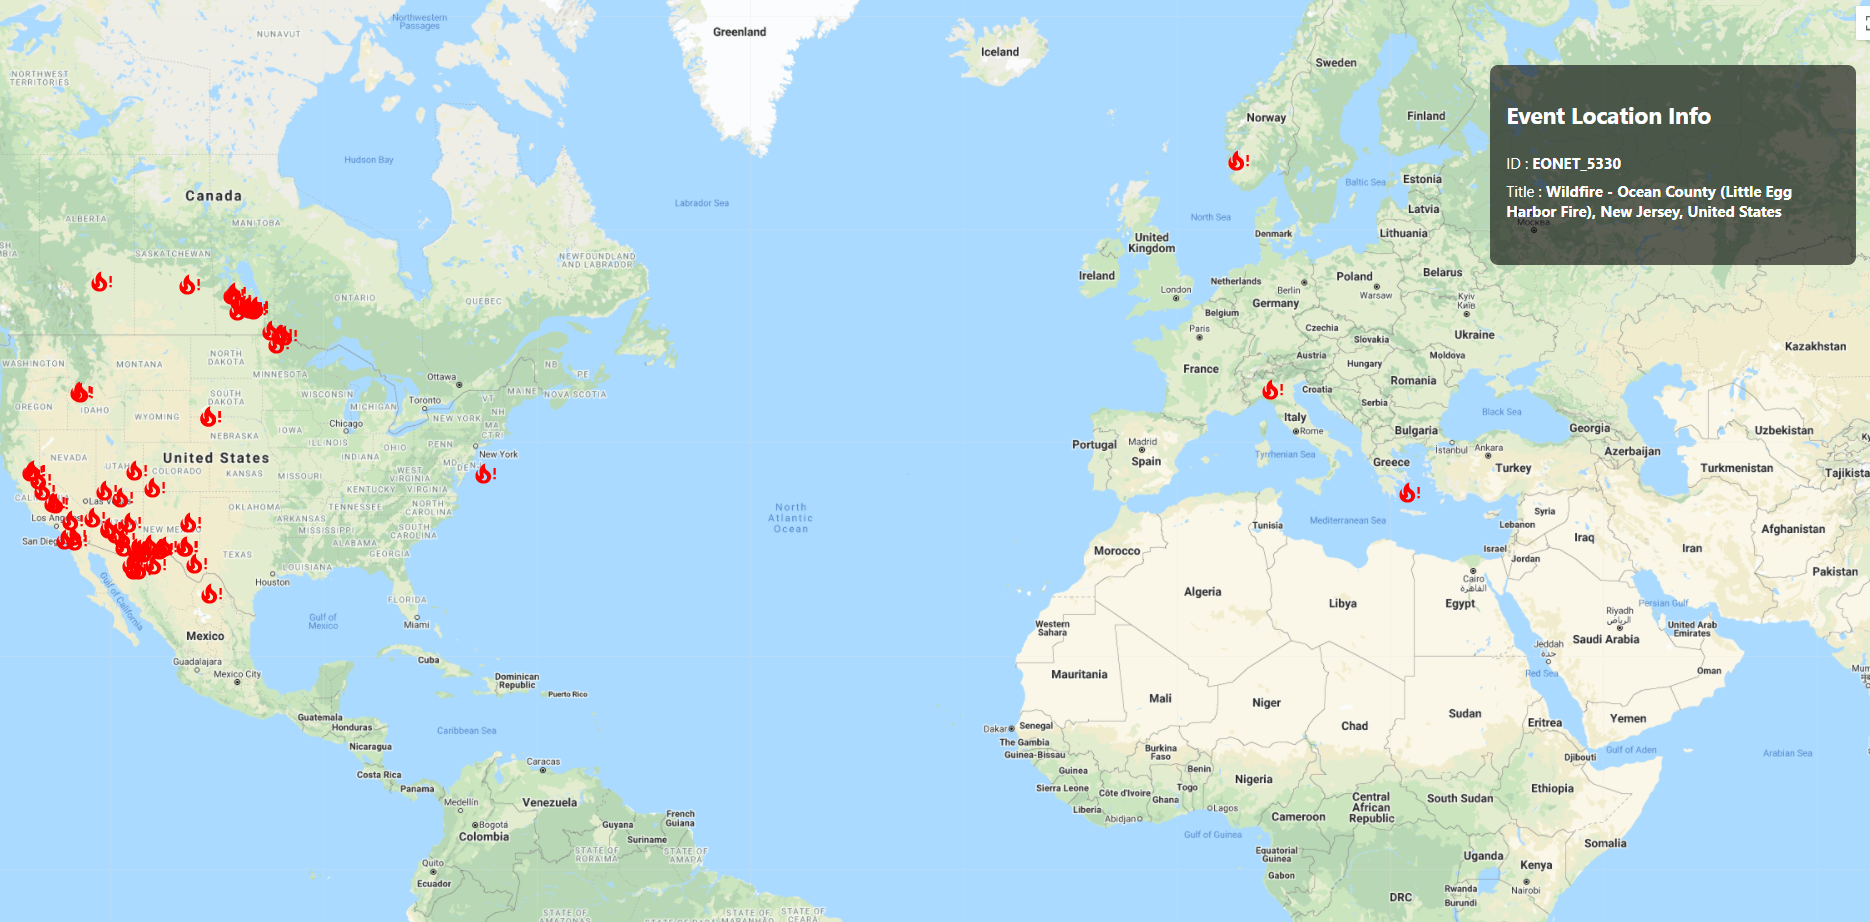 Northwestern
Passages
Greenland
NUNAVUT
Iceland
Sweden
NORTHWEST
TERRITORIES
Norway
Finland
Event Location Info
ID : EONET_5330
Title : Wildfire - Ocean County (Little Egg
Harbor Fire), New Jersey, United States
Hudson Bay
Canada
Baltic Sea
Estonia
Labrador Sea
North Sea
Latvia
ALBERTA
MANITOBA
Denmark
Lithuania
Москва
United
Kingdom
SASKATCHEWAN
NEWFOUNDLAND
AND LABRADOR
Ireland
Netherlands
Poland
Belarus
London
Berlin
Warsaw
ONTARIO
QUEBEC
Germany
Kyiv
Київ
Belgium
Paris
Czechia
Ukraine
Slovakia
Kazakhstan
WASHINGTON
MONTANA
NORTH
DAKOTA
MINNESOTA
Ottawa
NB
PE
Austria
Hungary
Moldova
France
Romania
Croatia
OREGON
IDAHO
WYOMING
SOUTH
DAKOTA
WISCONSIN
MICHIGAN
Toronto
VT
NH
MAINE
NOVA SCOTIA
Serbia
Italy
Black Sea
NEW YORK
MA
CT
RI
Chicago
NEBRASKA
IOWA
Rome
Bulgaria
Georgia
Uzbekistan
Portugal
Madrid
Spain
Istanbul
Ankara
Azerbaijan
ILLINOIS
OHIO
PENN
New York
NEVADA
UTAH
United States
COLORADO
INDIANA
MD
DE
NJ
Tyrrhenian Sea
Greece
Turkey
Turkmenistan
Tajikista
KANSAS
MISSOURI
WEST
VIRGINIA
KENTUCKY
VIRGINIA
Las Vegas
OKLAHOMA
TENNESSEE
NORTH
CAROLINA
North
Atlantic
Ocean
Tunisia
Mediterranean Sea
Syria
Lebanon
Los Angeles
ARKANSAS
MISSISSIPPI
SOUTH
CAROLINA
Afghanistan
NEW MEXICO
Iraq
San Diego
ALABAMA
GEORGIA
Morocco
Israel
Jordan
Iran
TEXAS
LOUISIANA
Pakistan
Houston
Cairo
القاهرة
Gulf of California
Algeria
Libya
Egypt
FLORIDA
Persian Gulf
Gulf of
Mexico
Miami
Western
Sahara
Riyadh
الرياض
United Arab
Emirates
Mexico
Saudi Arabia
Jeddah
جدة
Guadalajara
Cuba
Mexico City
Mauritania
Red Sea
Oman
Mum
Dominican
Republic
Puerto Rico
Mali
Niger
Guatemala
Honduras
Caribbean Sea
Dakar
Senegal
Chad
Sudan
Eritrea
Yemen
Nicaragua
The Gambia
Guinea-Bissau
Burkina
Faso
Gulf of Aden
Arabian Sea
Djibouti
Caracas
Costa Rica
Panama
Guinea
Benin
Nigeria
Sierra Leone
Togo
Côte d'Ivoire
Ghana
Ethiopia
Medellín
Venezuela
Liberia
Abidjan
Lagos
Central
African
Republic
South Sudan
French
Guiana
Guyana
Suriname
Cameroon
Bogotá
Colombia
Gulf of Guinea
Somalia
STATE OF
RORAIMA
STATE OF
AMAPÁ
Equatorial
Guinea
Uganda
Kenya
Quito
Ecuador
Gabon
Nairobi
Rwanda
Burundi
DRC
STATE OF
AMAZONAS
STATE OF
MARANHÃO
STATE OF
CEARÁ